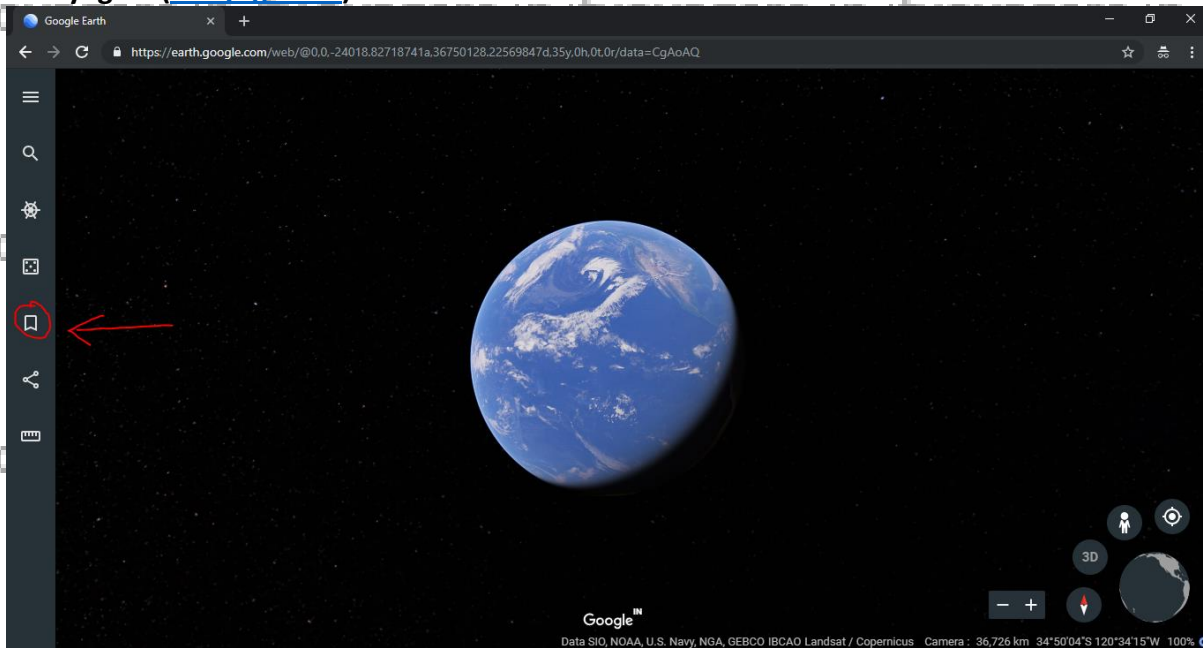 Google Earth
https://earth.google.com/web/@0,0,-24018.82718741a,36750128.22569847d,35y,0h,0t,0r/data=CgAoAQ
3D
Google IN
Data SIO, NOAA, U.S. Navy, NGA, GEBCO IBCAO Landsat / Copernicus Camera : 36,726 km 34°50'04"S 120°34'15"W 100%